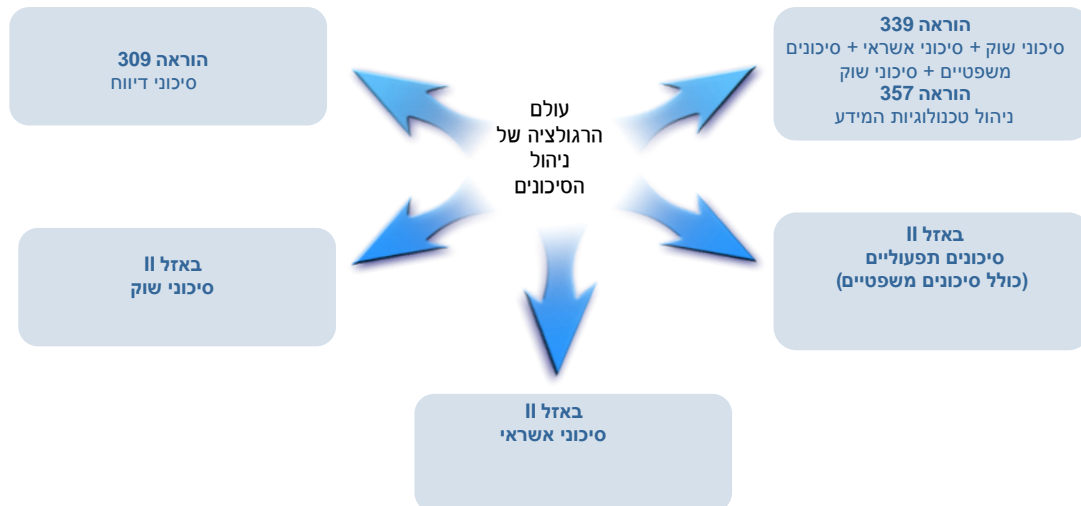 הוראה 339
סיכוני שוק + סיכוני אשראי + סיכונים
משפטיים + סיכוני שוק
הוראה 357
ניהול טכנולוגיות המידע
הוראה 309
סיכוני דיווח
עולם
הרגולציה של
ניהול
הסיכונים
באזל II
סיכונים תפעוליים
(כולל סיכונים משפטיים)
באזל II
סיכוני שוק
באזל II
סיכוני אשראי